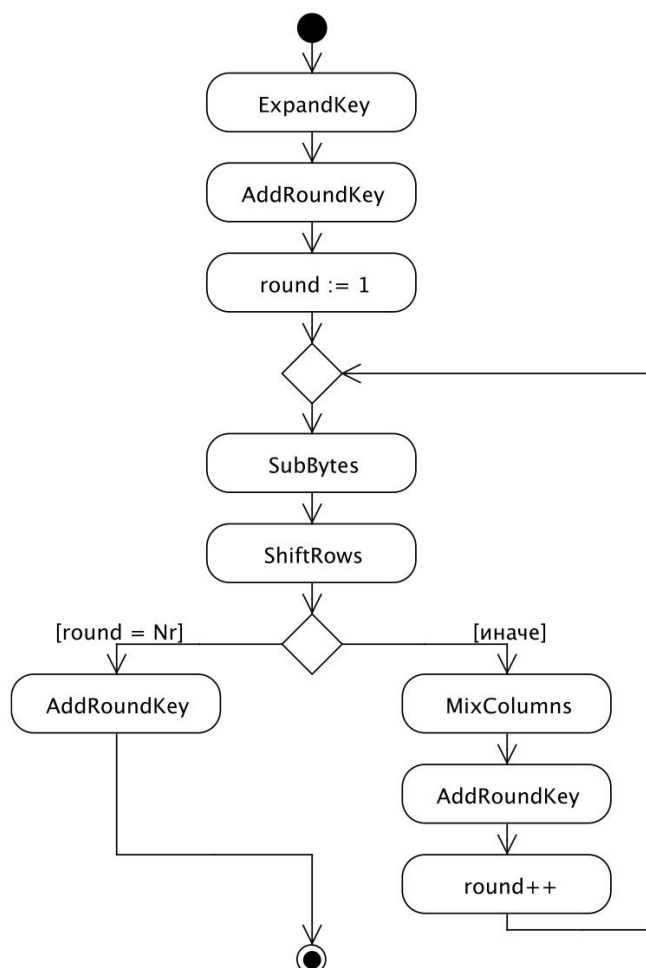 ExpandKey
AddRoundKey
round := 1
SubBytes
ShiftRows
[round = Nr]
[иначе]
AddRoundKey
MixColumns
AddRoundKey
round++